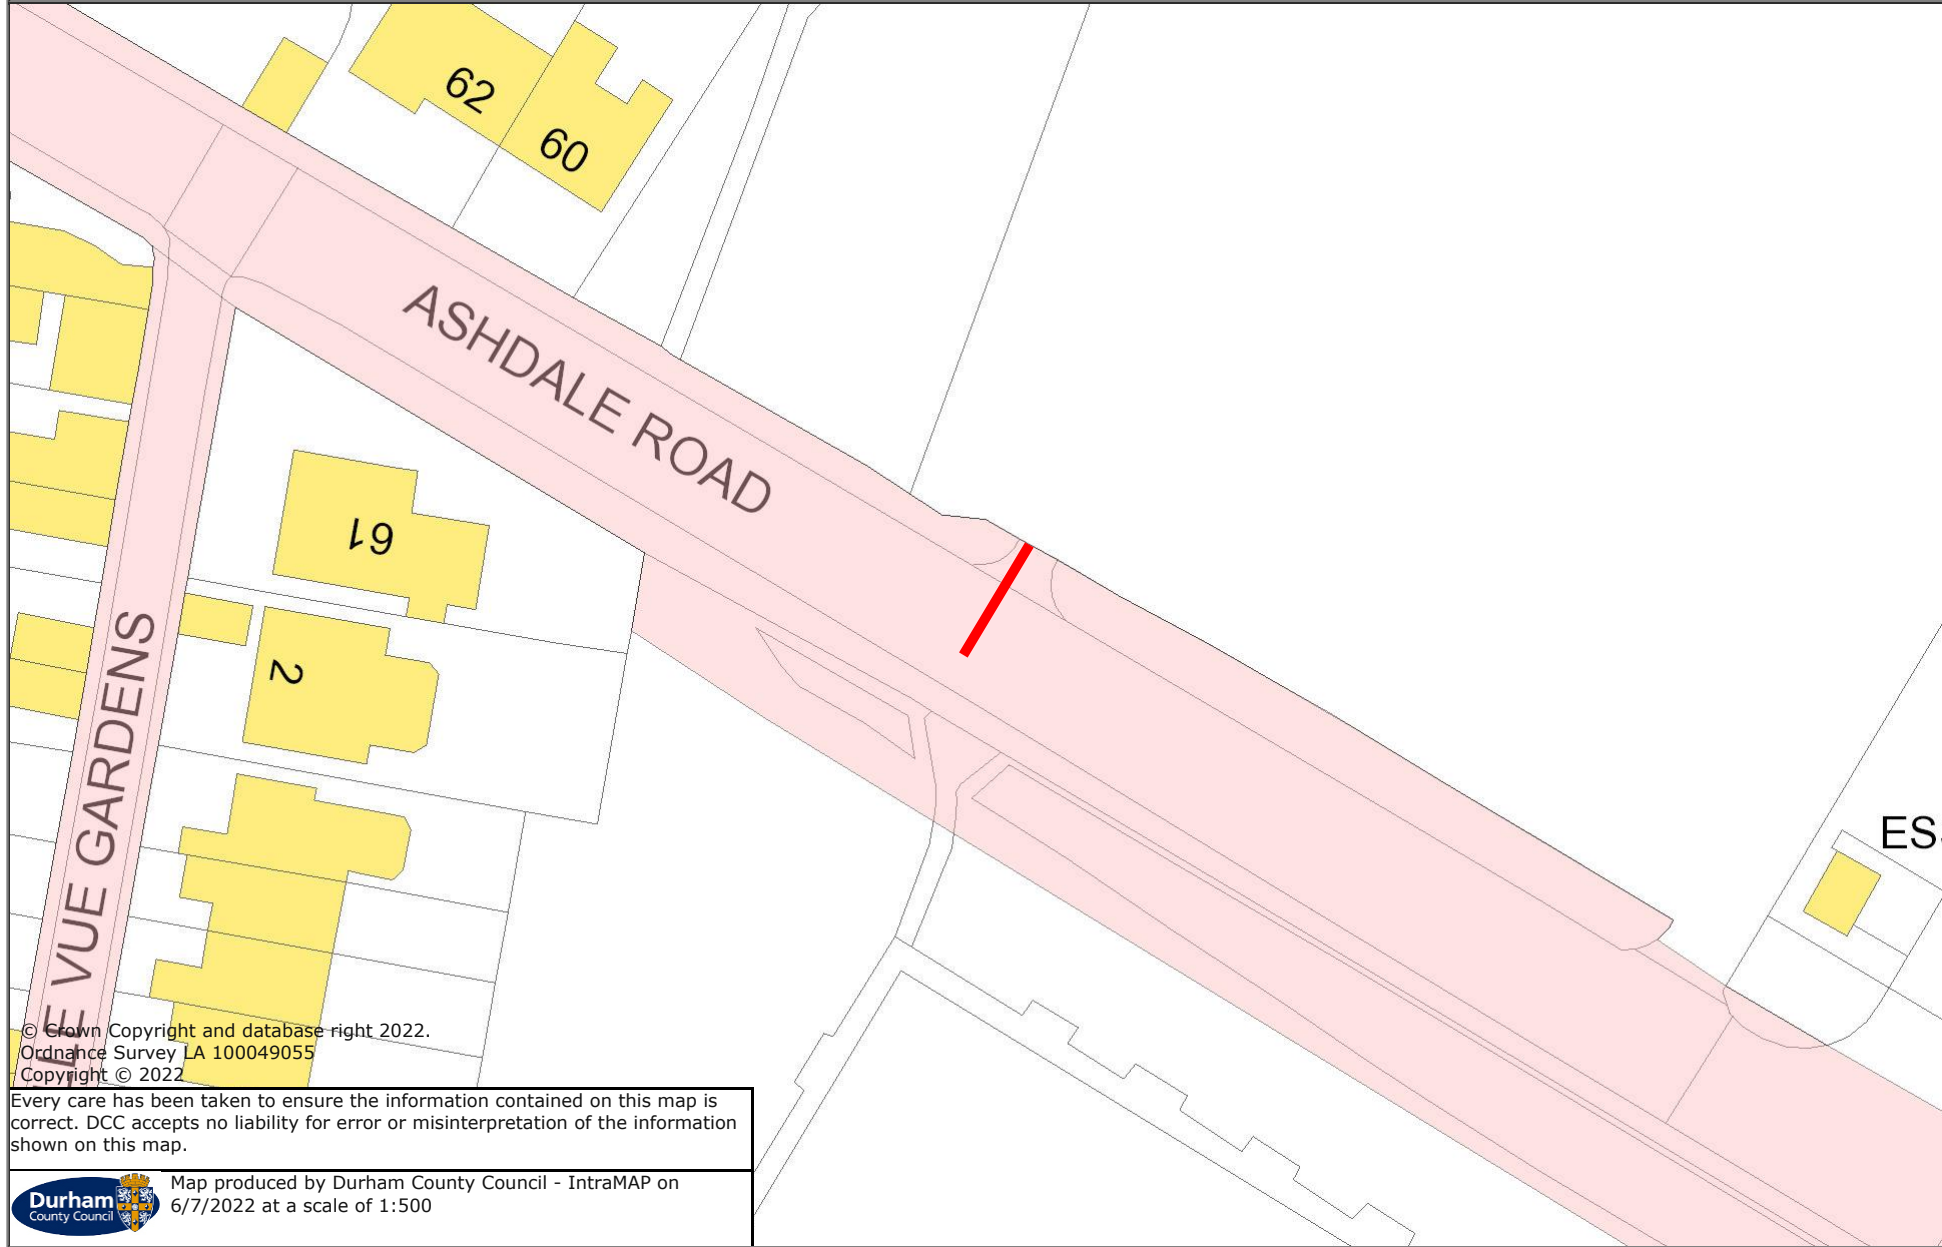 62
60
ASHDALE ROAD
61
2
ES
LLE VUE GARDENS
© Crown Copyright and database right 2022.
Ordnance Survey LA 100049055
Copyright © 2022
Every care has been taken to ensure the information contained on this map is
correct. DCC accepts no liability for error or misinterpretation of the information
shown on this map.
Durham
County Council
Map produced by Durham County Council - IntraMAP on
6/7/2022 at a scale of 1:500